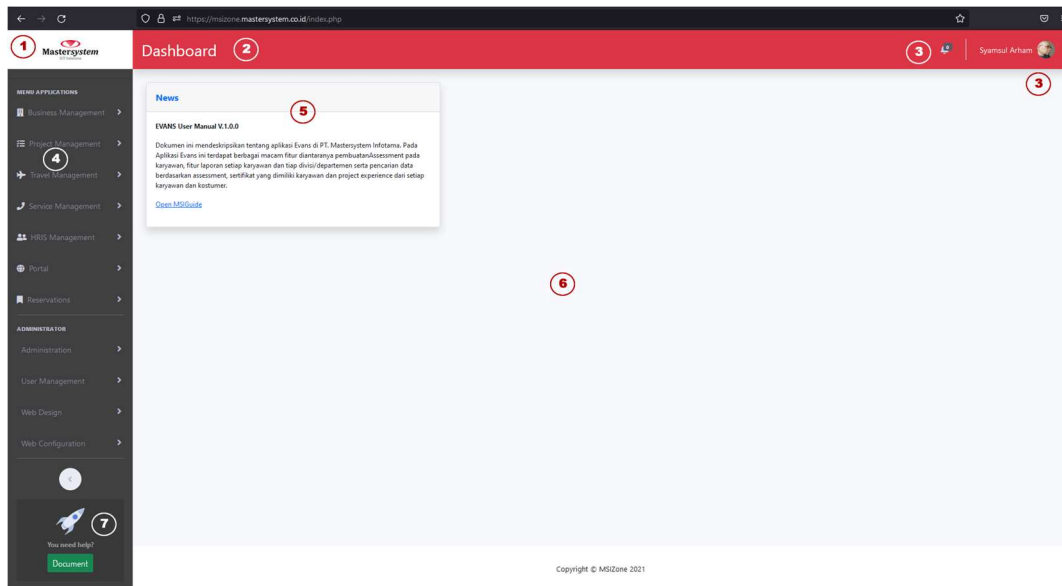 https://msizone.mastersystem.co.id/index.php
1
Mastersystem
Dashboard
2
3
Syamsul Arham
3
MENU APPLICATIONS
Business Management
Project Management
4
Travel Management
Service Management
HRIS Management
Portal
Reservations
ADMINISTRATOR
Administration
User Management
Web Design
Web Configuration
7
You need help?
Document
News
5
EVANS User Manual V.1.0.0
Dokumen ini mendeskripsikan tentang aplikasi Evans di PT. Mastersystem Infotama. Pada
Aplikasi Evans ini terdapat berbagai macam fitur diantaranya pembuatanAssessment pada
karyawan, fitur laporan setiap karyawan dan tiap divisi/departemen serta pencarian data
berdasarkan assessment, sertifikat yang dimiliki karyawan dan project experience dari setiap
karyawan dan kostumer.
Open MSIGuide
6
Copyright © MSIZone 2021